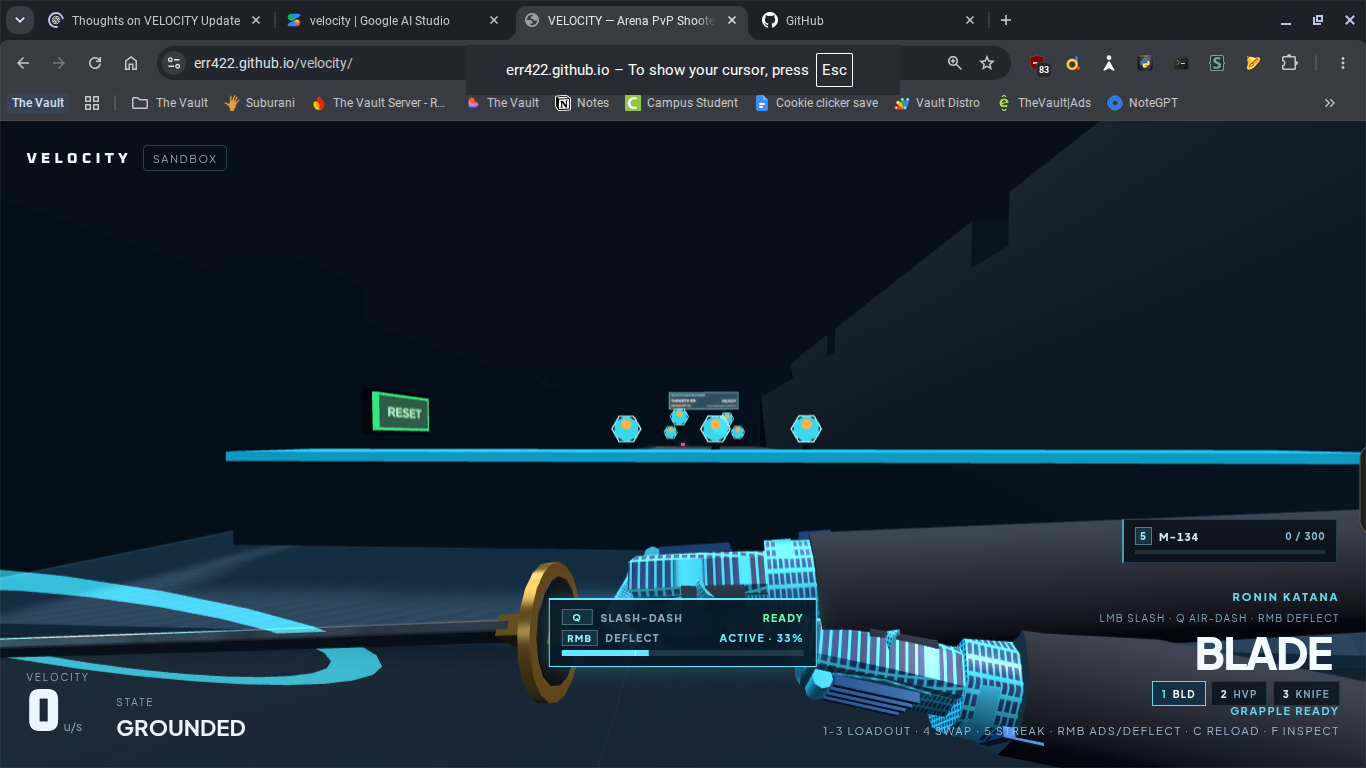 Thoughts on VELOCITY Update
velocity | Google AI Studio
VELOCITY — Arena PvP Shoote
GitHub
err422.github.io/velocity/
err422.github.io – To show your cursor, press Esc
83
The Vault
The Vault
Suburani
The Vault Server - R...
The Vault
Notes
Campus Student
Cookie clicker save
Vault Distro
TheVault|Ads
NoteGPT
VELOCITY
SANDBOX
RESET
5 M-134 0 / 300
RONIN KATANA
LMB SLASH · Q AIR-DASH · RMB DEFLECT
BLADE
Q SLASH-DASH READY
RMB DEFLECT ACTIVE · 33%
1 BLD 2 HVP 3 KNIFE
GRAPPLE READY
1-3 LOADOUT · 4 SWAP · 5 STREAK · RMB ADS/DEFLECT · C RELOAD · F INSPECT
VELOCITY
0 u/s
STATE
GROUNDED